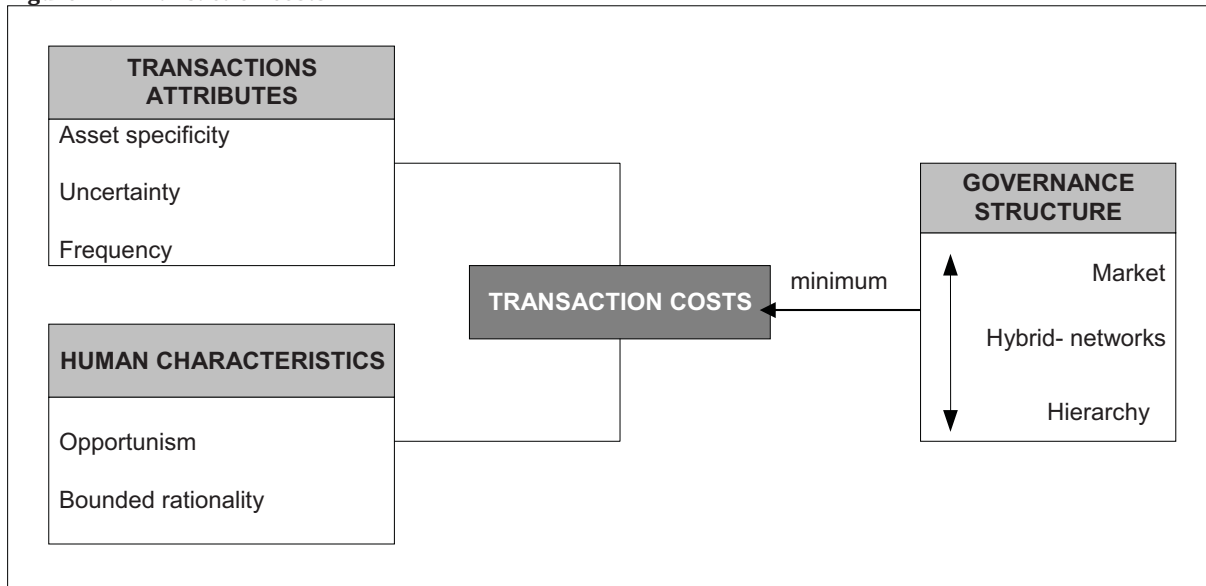 TRANSACTIONS
ATTRIBUTES
Asset specificity
Uncertainty
Frequency
HUMAN CHARACTERISTICS
Opportunism
Bounded rationality
TRANSACTION COSTS
minimum
GOVERNANCE
STRUCTURE
Market
Hybrid- networks
Hierarchy